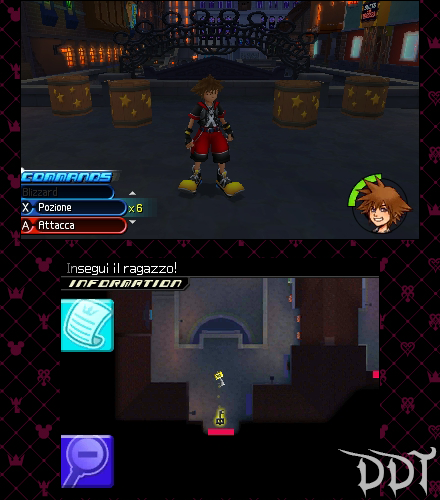 COMMANDS
Blizzard
X Pozione x6
A Attacca
Insegui il ragazzo!
INFORMATION
DDT